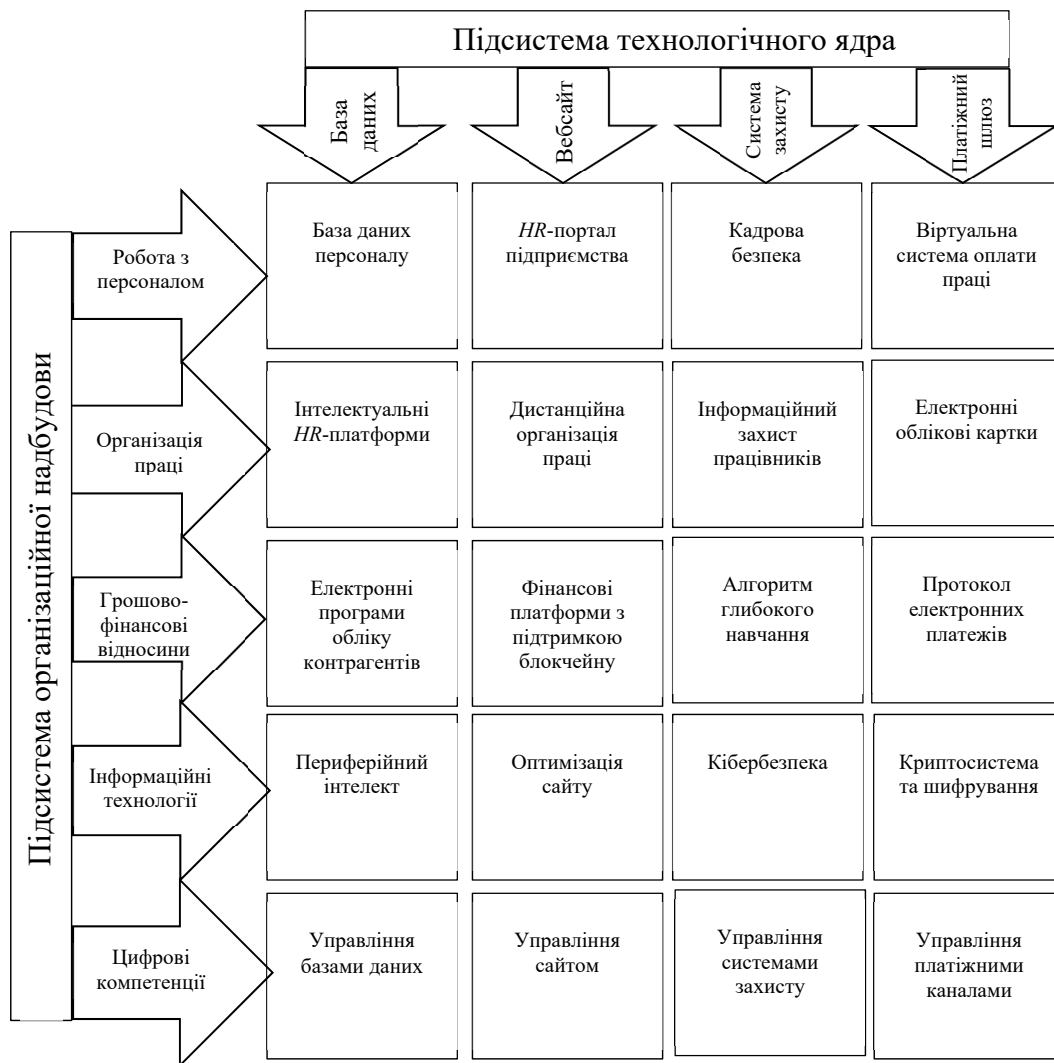 Підсистема технологічного ядра
База
даних
Вебсайт
Система
захисту
Платіжний
шлюз
Підсистема організаційної надбудови
Робота з
персоналом
База даних
персоналу
HR-портал
підприємства
Кадрова
безпека
Віртуальна
система оплати
праці
Організація
праці
Інтелектуальні
HR-платформи
Дистанційна
організація
праці
Інформаційний
захист
працівників
Електронні
облікові картки
Грошово-
фінансові
відносини
Електронні
програми
обліку
контрагентів
Фінансові
платформи з
підтримкою
блокчейну
Алгоритм
глибокого
навчання
Протокол
електронних
платежів
Інформаційні
технології
Периферійний
інтелект
Оптимізація
сайту
Кібербезпека
Криптосистема
та шифрування
Цифрові
компетенції
Управління
базами даних
Управління
сайтом
Управління
системами
захисту
Управління
платіжними
каналами